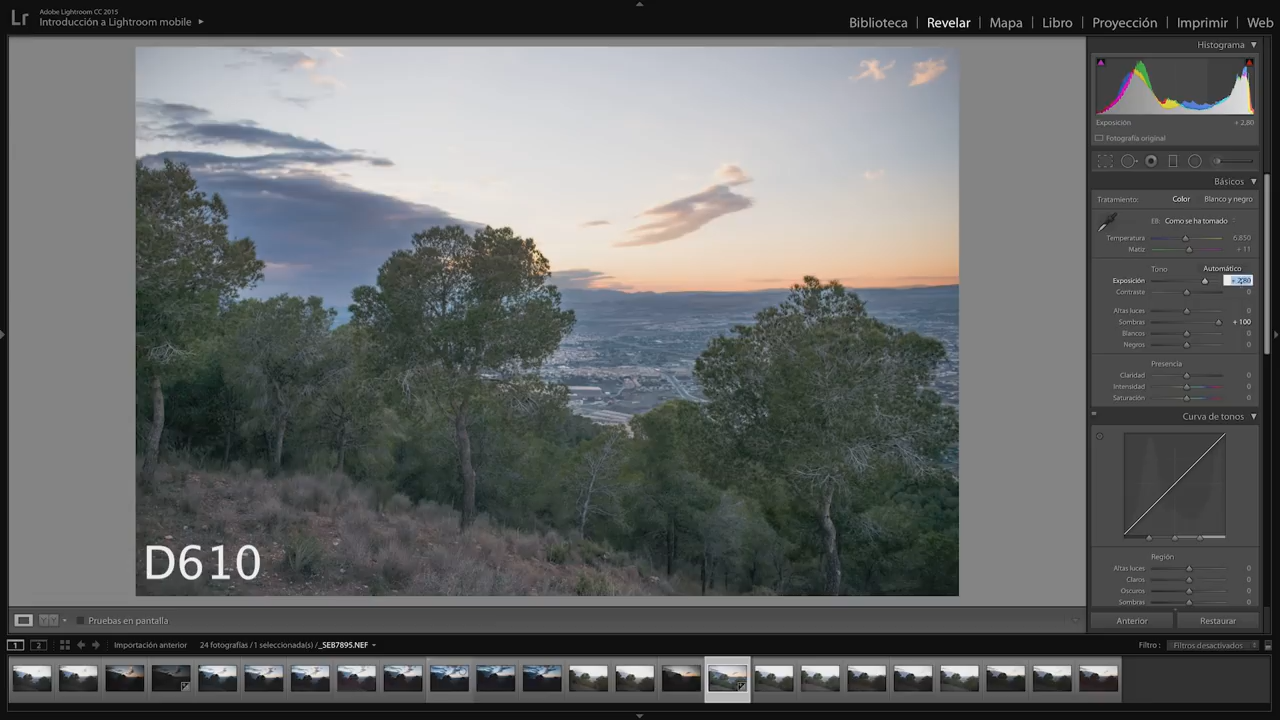 Lr
Adobe Lightroom CC 2015
Introducción a Lightroom mobile
Biblioteca | Revelar | Mapa | Libro | Proyección | Imprimir | Web
Histograma
Exposición + 2,80
Fotografía original
Básicos
Tratamiento: Color Blanco y negro
EB: Como se ha tomado
Temperatura 6.850
Matiz + 11
Tono Automático
Exposición + 2,80
Contraste 0
Altas luces 0
Sombras + 100
Blancos 0
Negros 0
Presencia
Claridad 0
Intensidad 0
Saturación 0
Curva de tonos
Región
Altas luces 0
Claros 0
Oscuros 0
Sombras 0
D610
Pruebas en pantalla
Anterior Restaurar
1 2 Importación anterior 24 fotografías / 1 seleccionada(s) / _SEB7895.NEF
Filtro : Filtros desactivados